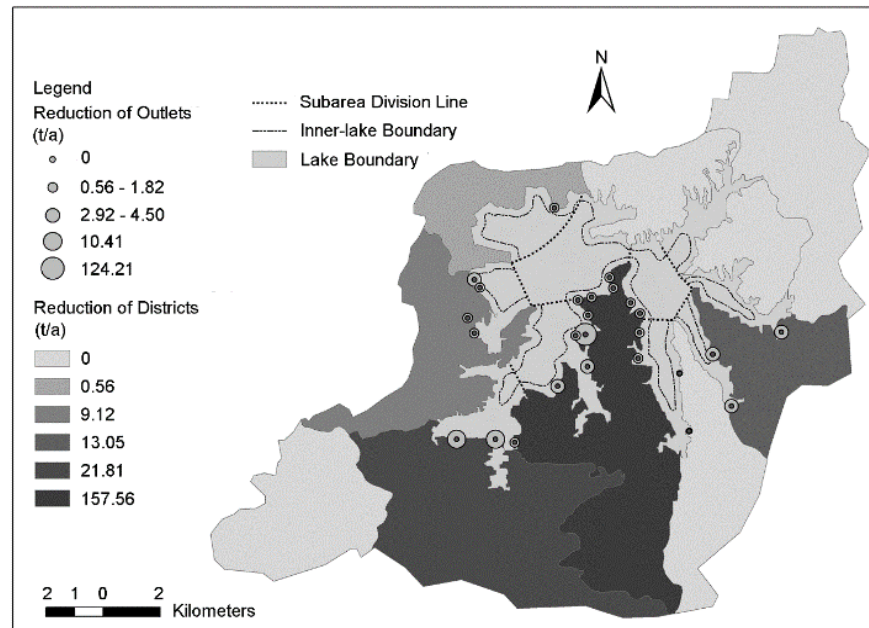 N
Legend
Reduction of Outlets
(t/a)
0
0.56 - 1.82
2.92 - 4.50
10.41
124.21
Subarea Division Line
Inner-lake Boundary
Lake Boundary
Reduction of Districts
(t/a)
0
0.56
9.12
13.05
21.81
157.56
2 1 0 2
Kilometers